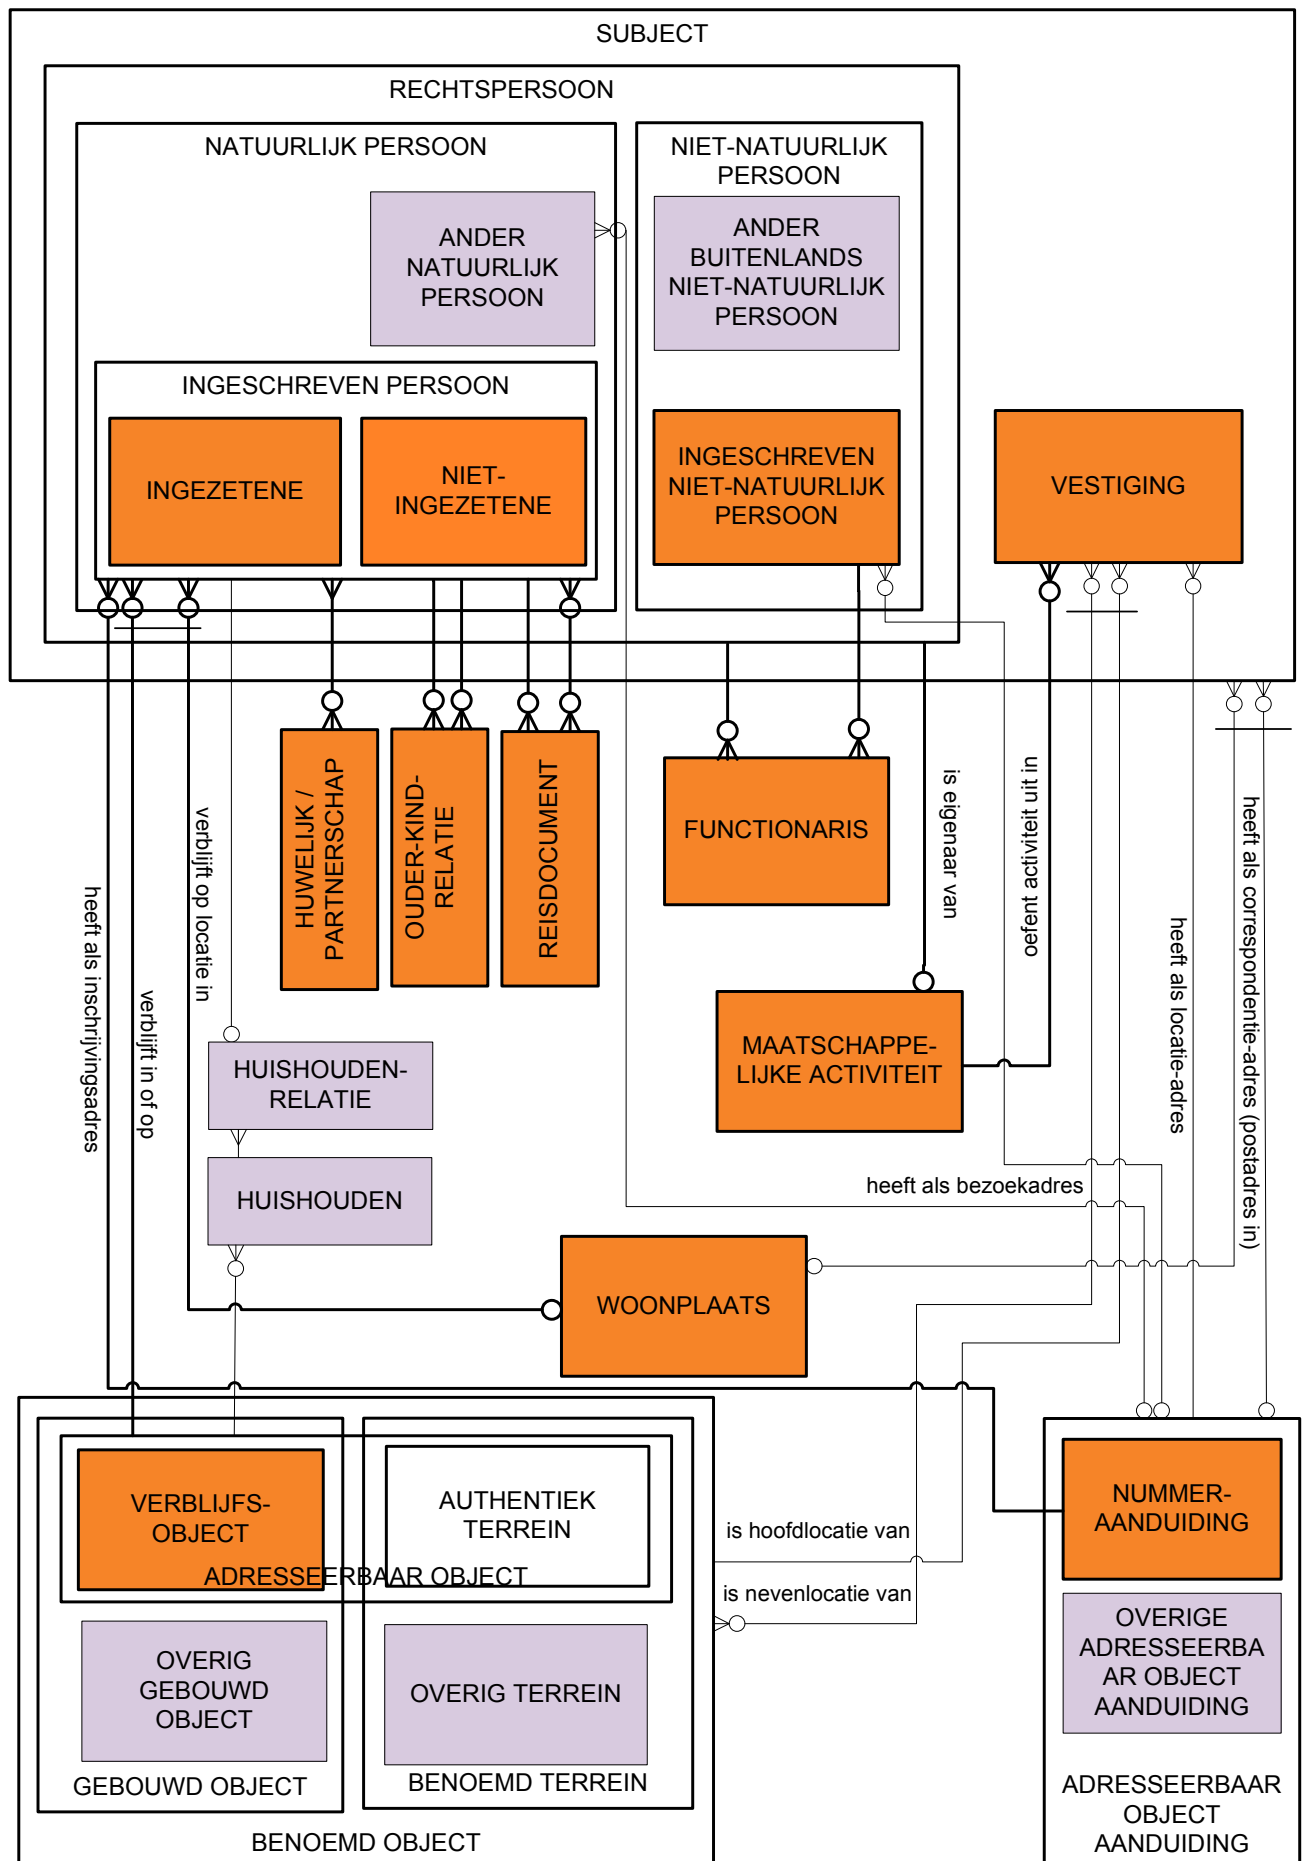 SUBJECT
RECHTSPERSOON
NATUURLIJK PERSOON
NIET-NATUURLIJK
PERSOON
ANDER
NATUURLIJK
PERSOON
ANDER
BUITENLANDS
NIET-NATUURLIJK
PERSOON
INGESCHREVEN PERSOON
INGEZETENE
NIET-
INGEZETENE
INGESCHREVEN
NIET-NATUURLIJK
PERSOON
VESTIGING
HUWELIJK /
PARTNERSCHAP
OUDER-KIND-
RELATIE
REISDOCUMENT
FUNCTIONARIS
is eigenaar van
oefent activiteit uit in
heeft als locatie-adres
heeft als correspondentie-adres (postadres in)
heeft als inschrijvingsadres
verblijft in of op
verblijft op locatie in
MAATSCHAPPE-
LIJKE ACTIVITEIT
HUISHOUDEN-
RELATIE
HUISHOUDEN
heeft als bezoekadres
WOONPLAATS
VERBLIJFS-
OBJECT
AUTHENTIEK
TERREIN
ADRESSEERBAAR OBJECT
is hoofdlocatie van
is nevenlocatie van
NUMMER-
AANDUIDING
OVERIG
GEBOUWD
OBJECT
OVERIG TERREIN
OVERIGE
ADRESSEERBA
AR OBJECT
AANDUIDING
GEBOUWD OBJECT
BENOEMD TERREIN
BENOEMD OBJECT
ADRESSEERBAAR
OBJECT
AANDUIDING